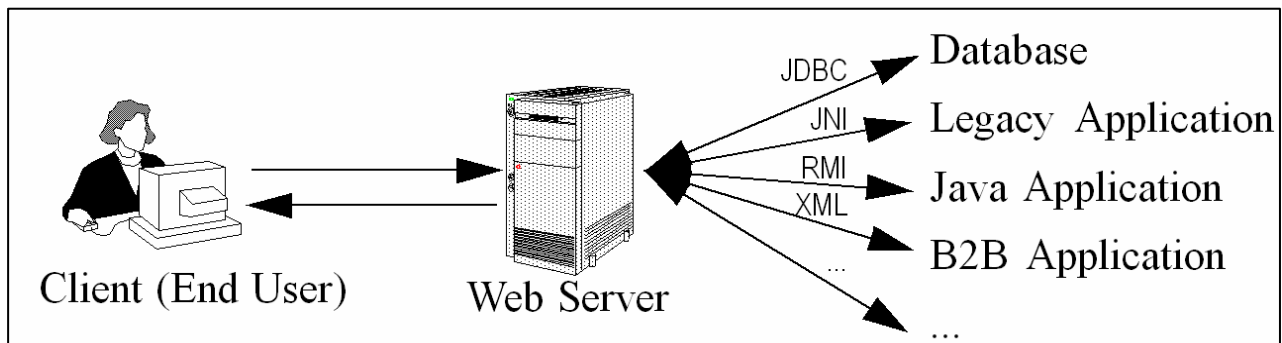 Client (End User)
Web Server
JDBC
Database
JNI
Legacy Application
RMI
Java Application
XML
B2B Application
...
...